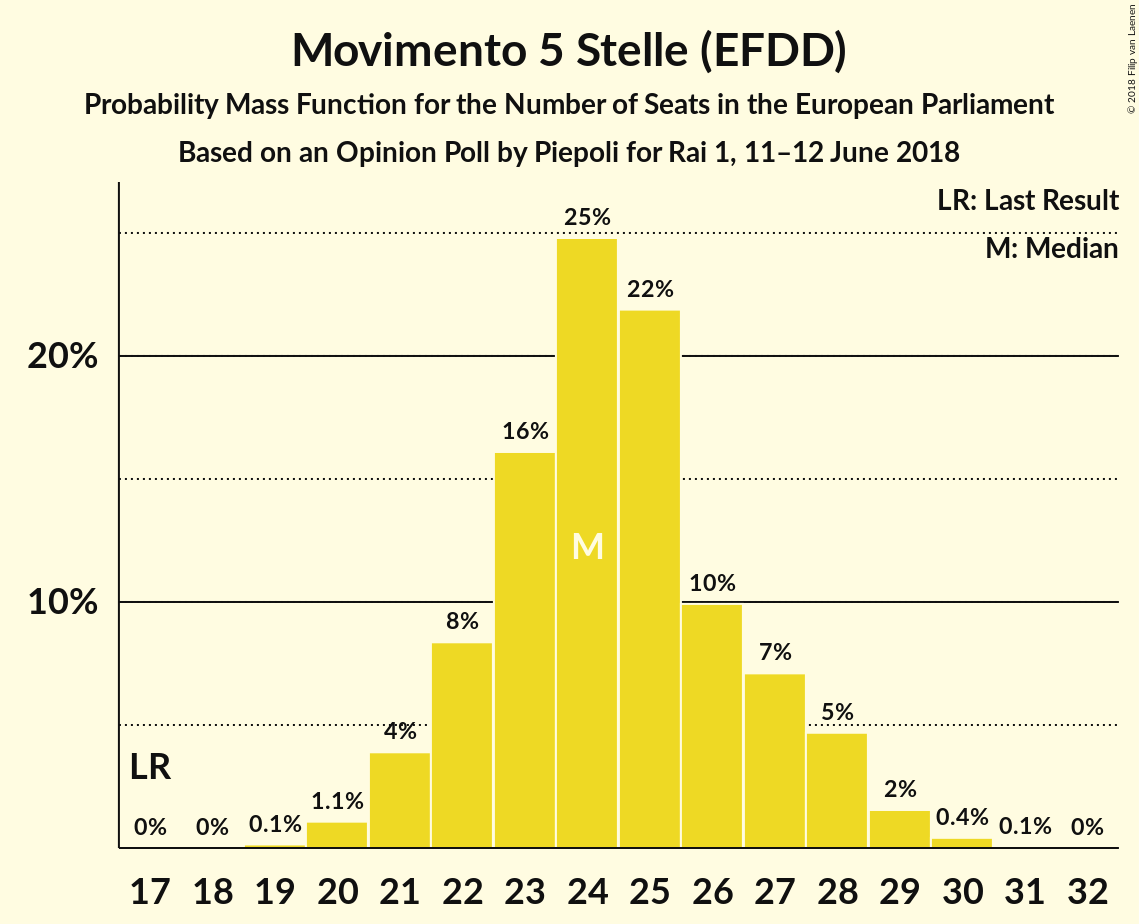 Movimento 5 Stelle (EFDD)
Probability Mass Function for the Number of Seats in the European Parliament
Based on an Opinion Poll by Piepoli for Rai 1, 11–12 June 2018
© 2018 Filip van Laenen
LR: Last Result
M: Median
20%
10%
25%
22%
16%
M
10%
8%
7%
5%
4%
LR
2%
1.1%
0% 0% 0.1% 0.4% 0.1% 0%
17 18 19 20 21 22 23 24 25 26 27 28 29 30 31 32